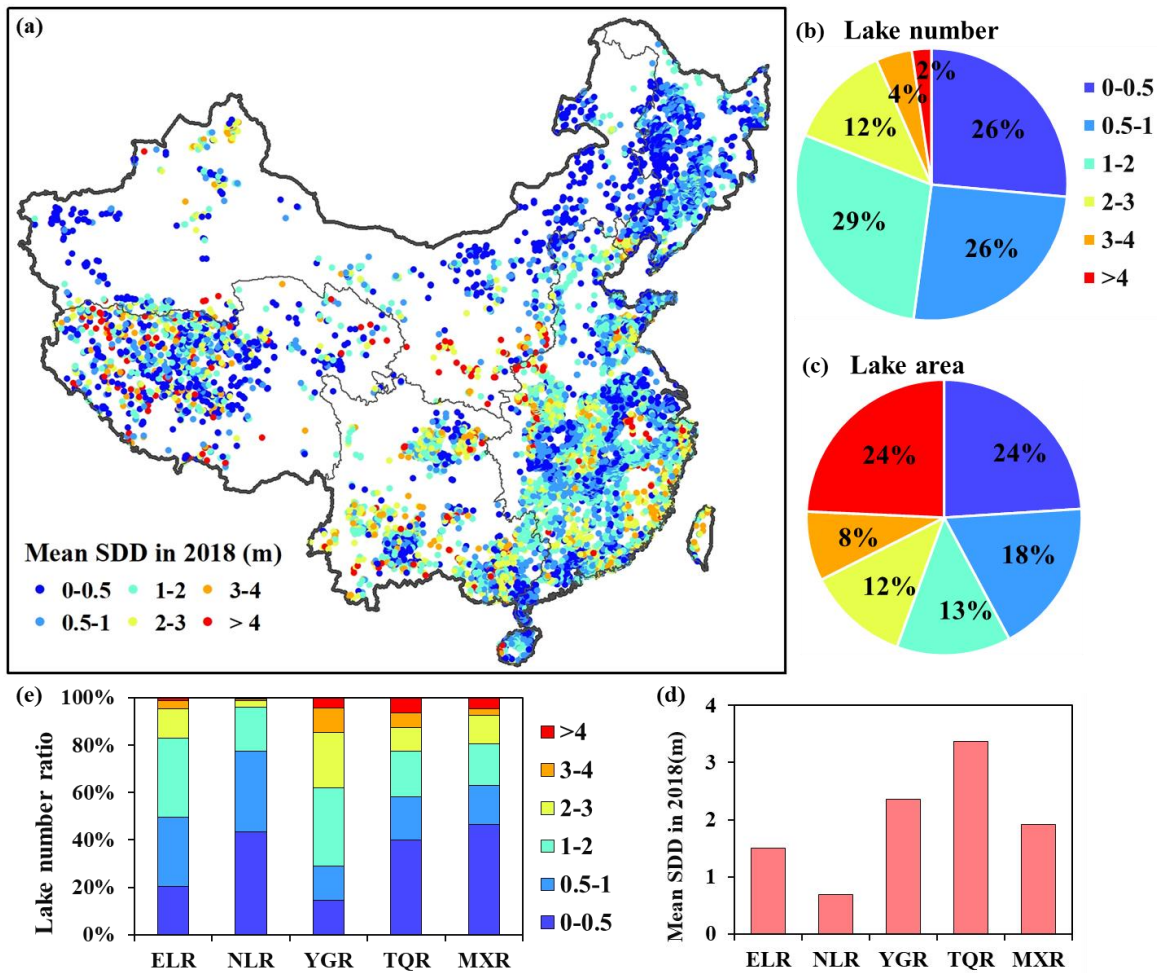 (a)
Mean SDD in 2018 (m)
0-0.5 1-2 3-4
0.5-1 2-3 > 4
(b) Lake number
26%
26%
29%
12%
4%
2%
0-0.5
0.5-1
1-2
2-3
3-4
>4
(c) Lake area
24%
18%
13%
12%
8%
24%
(e)
Lake number ratio
100%
80%
60%
40%
20%
0%
ELR NLR YGR TQR MXR
>4
3-4
2-3
1-2
0.5-1
0-0.5
(d)
Mean SDD in 2018(m)
4
3
2
1
0
ELR NLR YGR TQR MXR